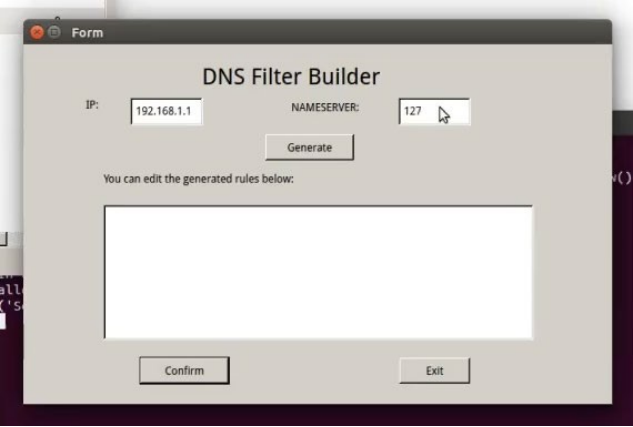 Form
DNS Filter Builder
IP: 192.168.1.1 NAMESERVER: 127
Generate
You can edit the generated rules below:
Confirm Exit